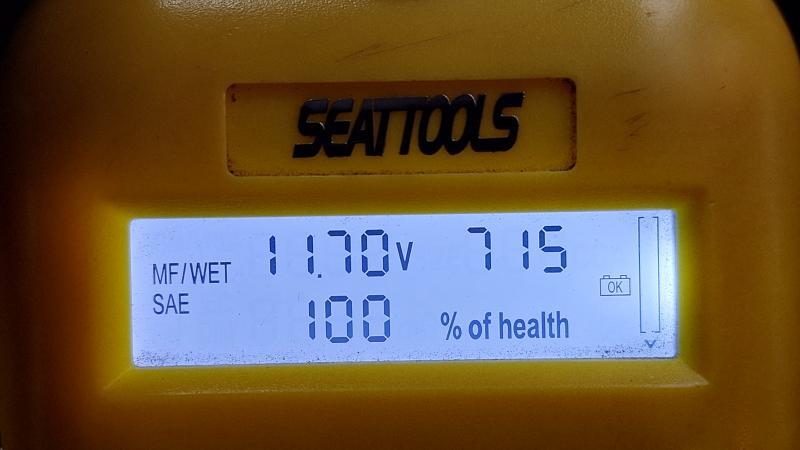 SEATTOOLS
MF/WET 11.70V 715
SAE 100 % of health
OK